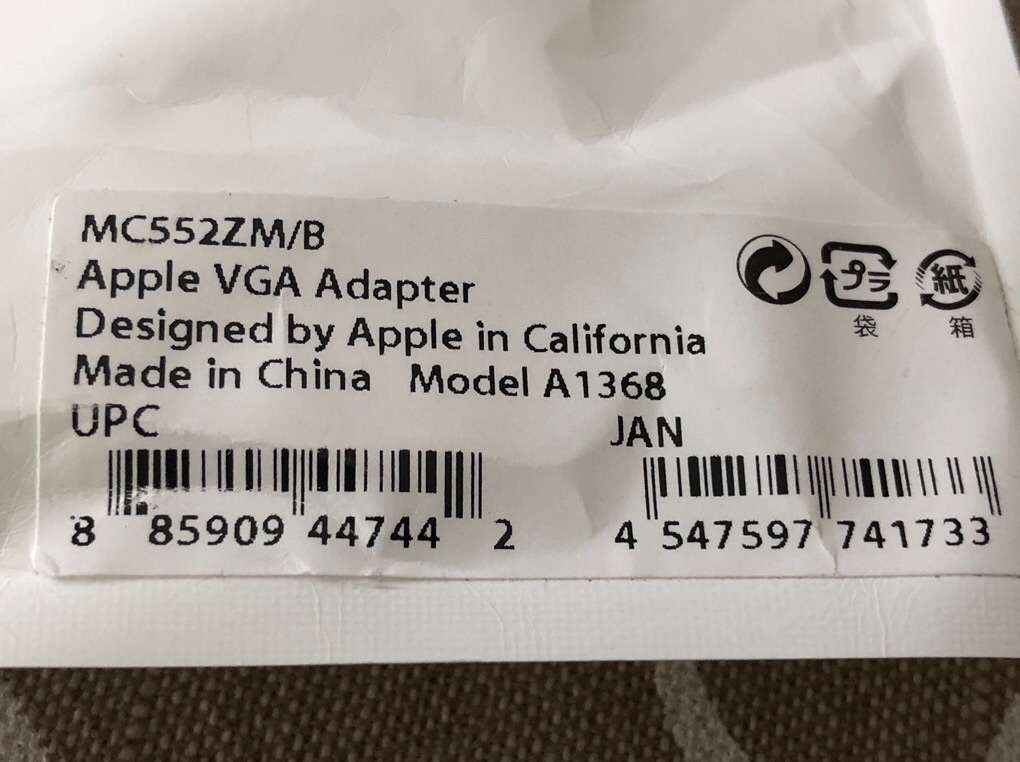 MC552ZM/B
Apple VGA Adapter
Designed by Apple in California
Made in China Model A1368
プラ 紙
袋 箱
UPC JAN
8 85909 44744 2 4 547597 741733